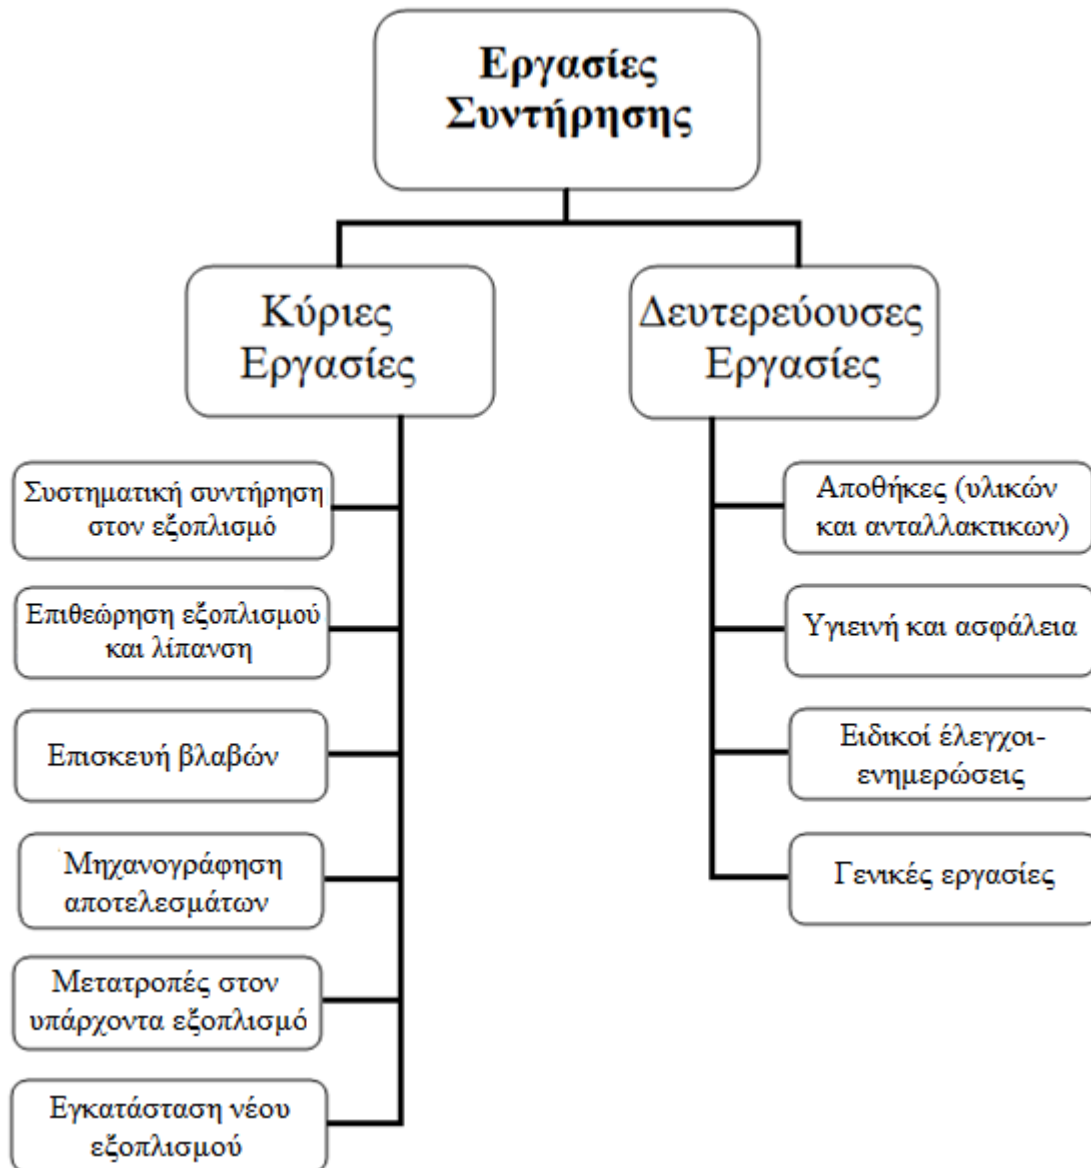 Εργασίες
Συντήρησης
Κύριες
Εργασίες
Συστηματική συντήρηση
στον εξοπλισμό
Επιθεώρηση εξοπλισμού
και λίπανση
Επισκευή βλαβών
Μηχανογράφηση
αποτελεσμάτων
Μετατροπές στον
υπάρχοντα εξοπλισμό
Εγκατάσταση νέου
εξοπλισμού
Δευτερεύουσες
Εργασίες
Αποθήκες (υλικών
και ανταλλακτικων)
Υγιεινή και ασφάλεια
Ειδικοί έλεγχοι-
ενημερώσεις
Γενικές εργασίες